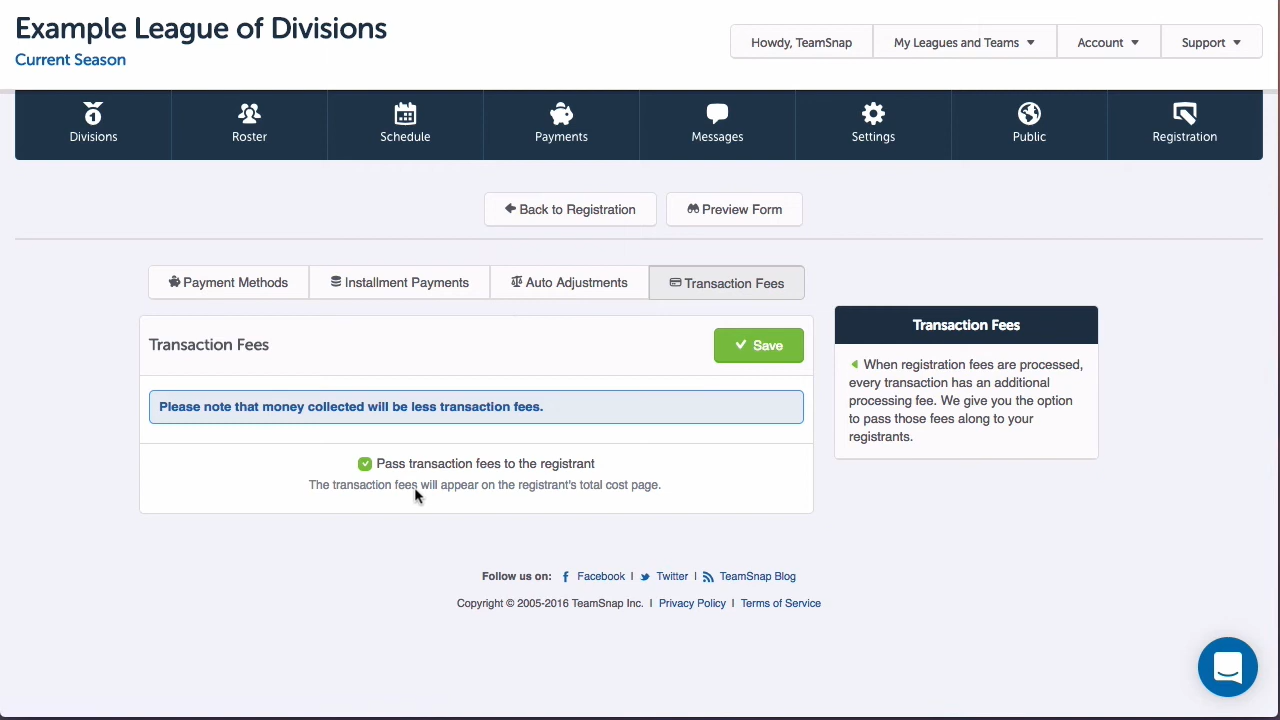 Example League of Divisions
Current Season
Howdy, TeamSnap
My Leagues and Teams
Account
Support
1
Divisions
Roster
Schedule
Payments
Messages
Settings
Public
Registration
Back to Registration
Preview Form
Payment Methods
Installment Payments
Auto Adjustments
Transaction Fees
Transaction Fees
Save
Please note that money collected will be less transaction fees.
Pass transaction fees to the registrant
The transaction fees will appear on the registrant's total cost page.
Transaction Fees
When registration fees are processed,
every transaction has an additional
processing fee. We give you the option
to pass those fees along to your
registrants.
Follow us on: Facebook | Twitter | TeamSnap Blog
Copyright © 2005-2016 TeamSnap Inc. | Privacy Policy | Terms of Service